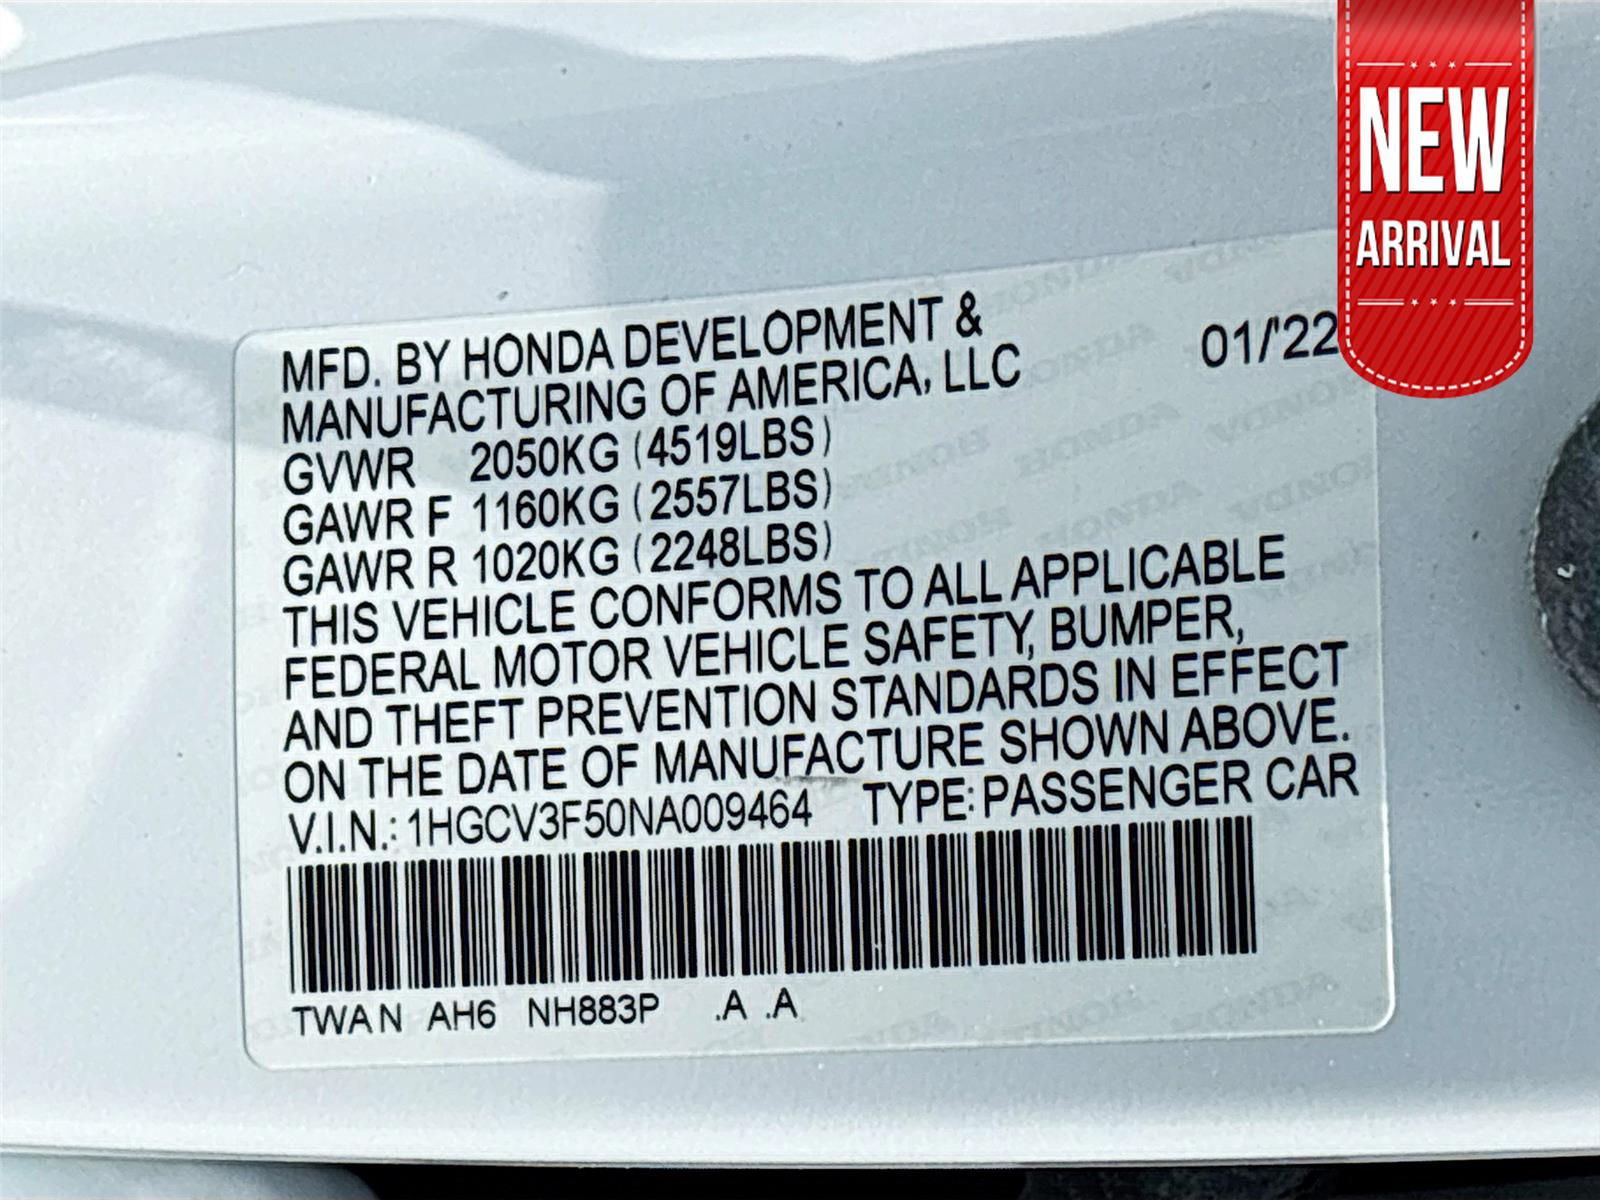 NEW
ARRIVAL
MFD. BY HONDA DEVELOPMENT &
MANUFACTURING OF AMERICA, LLC
01/'22
GVWR 2050KG (4519LBS)
GAWR F 1160KG (2557LBS)
GAWR R 1020KG (2248LBS)
THIS VEHICLE CONFORMS TO ALL APPLICABLE
FEDERAL MOTOR VEHICLE SAFETY, BUMPER,
AND THEFT PREVENTION STANDARDS IN EFFECT
ON THE DATE OF MANUFACTURE SHOWN ABOVE.
V.I.N.: 1HGCV3F50NA009464 TYPE: PASSENGER CAR
TWAN AH6 NH883P .A .A